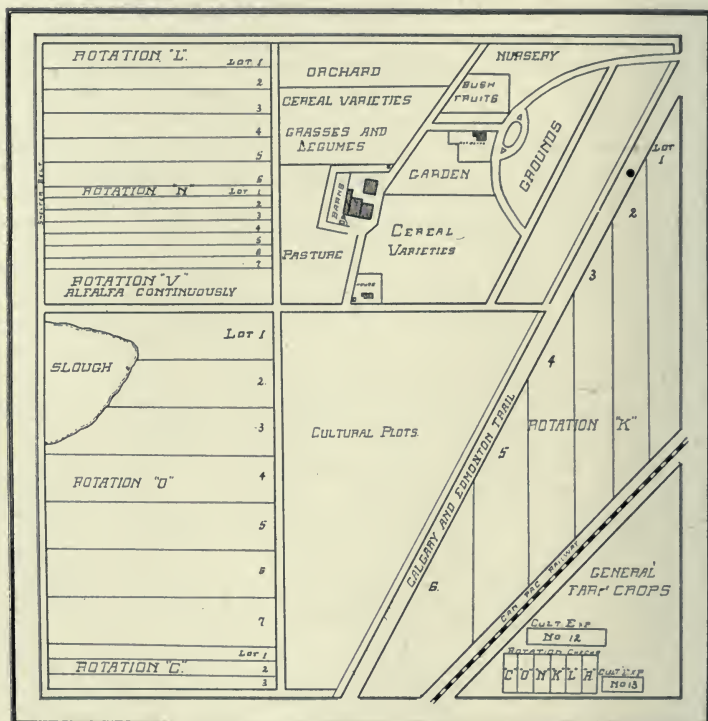 ROTATION "L"
LOT 1
2
3
4
5
6
ROTATION "N"
LOT 1
2
3
4
5
6
7
ROTATION "V"
ALFALFA CONTINUOUSLY
SHELTER BELT
ORCHARD
CEREAL VARIETIES
GRASSES AND
LEGUMES
BARNS
PASTURE
NURSERY
BUSH
FRUITS
GARDEN
GROUNDS
CEREAL
VARIETIES
HOUSE
LOT
1
2
3
4
5
6
ROTATION "K"
LOT 1
SLOUGH
2
3
ROTATION "O"
4
5
6
7
LOT 1
ROTATION "C"
2
3
CULTURAL PLOTS
CALGARY AND EDMONTON TRAIL
CAN PAC RAILWAY
GENERAL
FARM CROPS
CULT. EXP
NO 12
ROTATION
"C" "O" "N" "K" "L" "A"
CULT EXP
NO 13